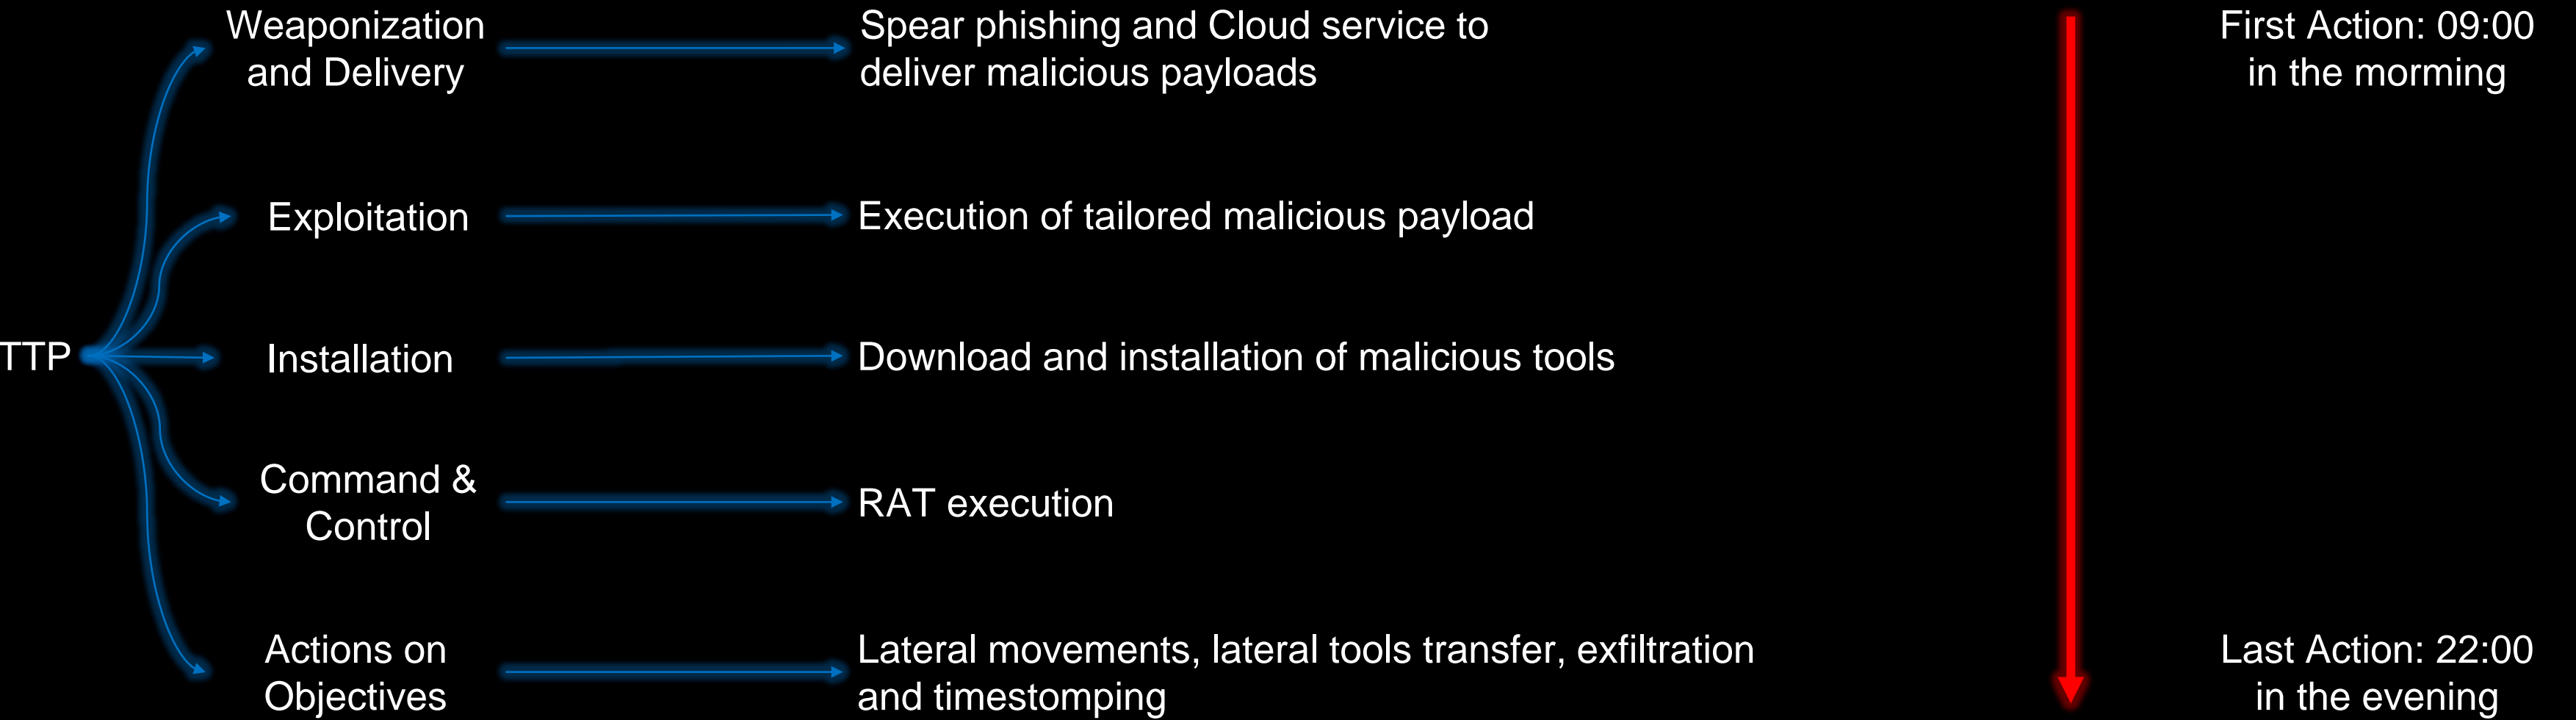 Weaponization
and Delivery
Spear phishing and Cloud service to
deliver malicious payloads
First Action: 09:00
in the morming
Exploitation
Execution of tailored malicious payload
TTP
Installation
Download and installation of malicious tools
Command &
Control
RAT execution
Actions on
Objectives
Lateral movements, lateral tools transfer, exfiltration
and timestomping
Last Action: 22:00
in the evening